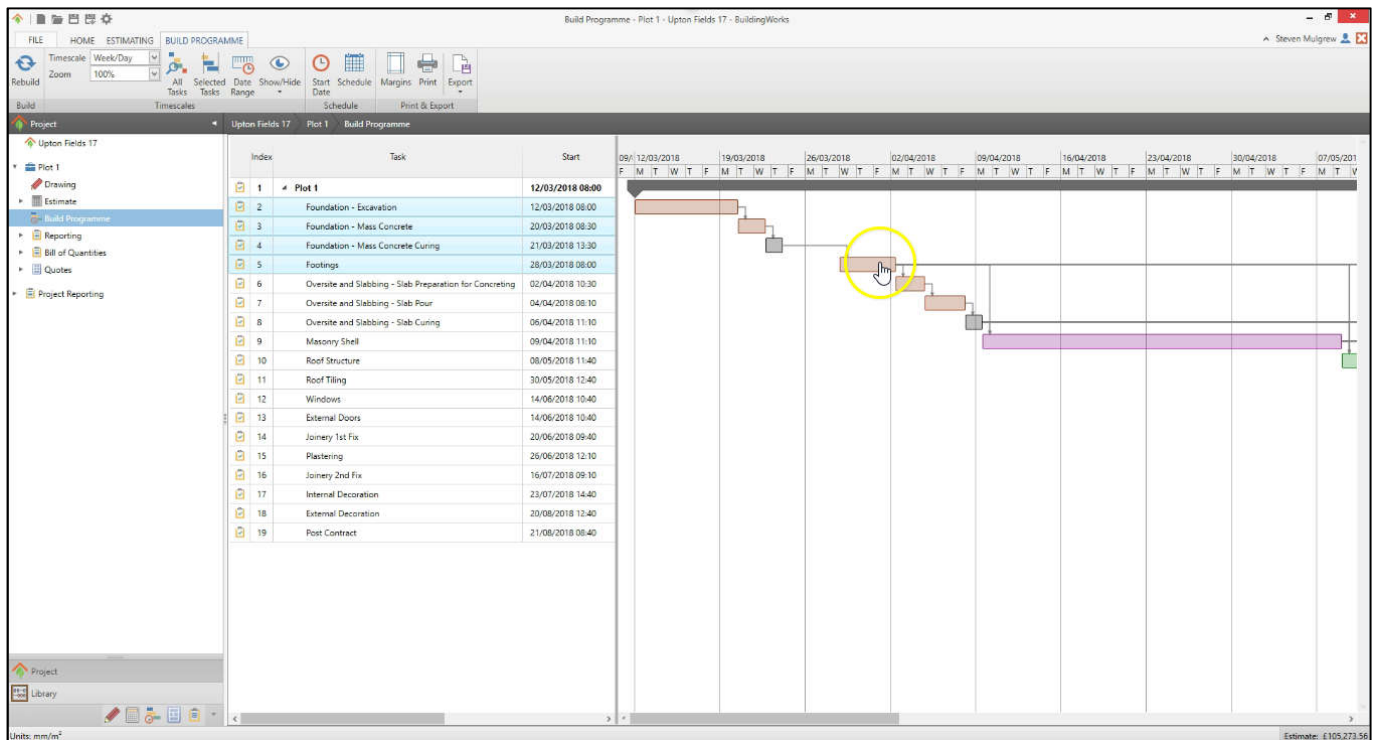 Build Programme - Plot 1 - Upton Fields 17 - BuildingWorks
FILE HOME ESTIMATING BUILD PROGRAMME Steven Mulgrew
Timescale Week/Day
Zoom 100%
Rebuild
All Tasks
Selected Tasks
Date Range
Show/Hide
Start Date
Schedule
Margins
Print
Export
Build Timescales Schedule Print & Export
Project
Upton Fields 17 Plot 1 Build Programme
Upton Fields 17
Plot 1
Drawing
Estimate
Build Programme
Reporting
Bill of Quantities
Quotes
Project Reporting
Index Task Start
09/ 12/03/2018 19/03/2018 26/03/2018 02/04/2018 09/04/2018 16/04/2018 23/04/2018 30/04/2018 07/05/201
F M T W T F M T W T F M T W T F M T W T F M T W T F M T W T F M T W T F M T W T F M T W
1 Plot 1 12/03/2018 08:00
2 Foundation - Excavation 12/03/2018 08:00
3 Foundation - Mass Concrete 20/03/2018 08:30
4 Foundation - Mass Concrete Curing 21/03/2018 13:30
5 Footings 28/03/2018 08:00
6 Oversite and Slabbing - Slab Preparation for Concreting 02/04/2018 10:30
7 Oversite and Slabbing - Slab Pour 04/04/2018 08:10
8 Oversite and Slabbing - Slab Curing 06/04/2018 11:10
9 Masonry Shell 09/04/2018 11:10
10 Roof Structure 08/05/2018 11:40
11 Roof Tiling 30/05/2018 12:40
12 Windows 14/06/2018 10:40
13 External Doors 14/06/2018 10:40
14 Joinery 1st Fix 20/06/2018 09:40
15 Plastering 26/06/2018 12:10
16 Joinery 2nd Fix 16/07/2018 09:10
17 Internal Decoration 23/07/2018 14:40
18 External Decoration 20/08/2018 12:40
19 Post Contract 21/08/2018 08:40
Project
Library
Units: mm/m² Estimate: £105,273.56